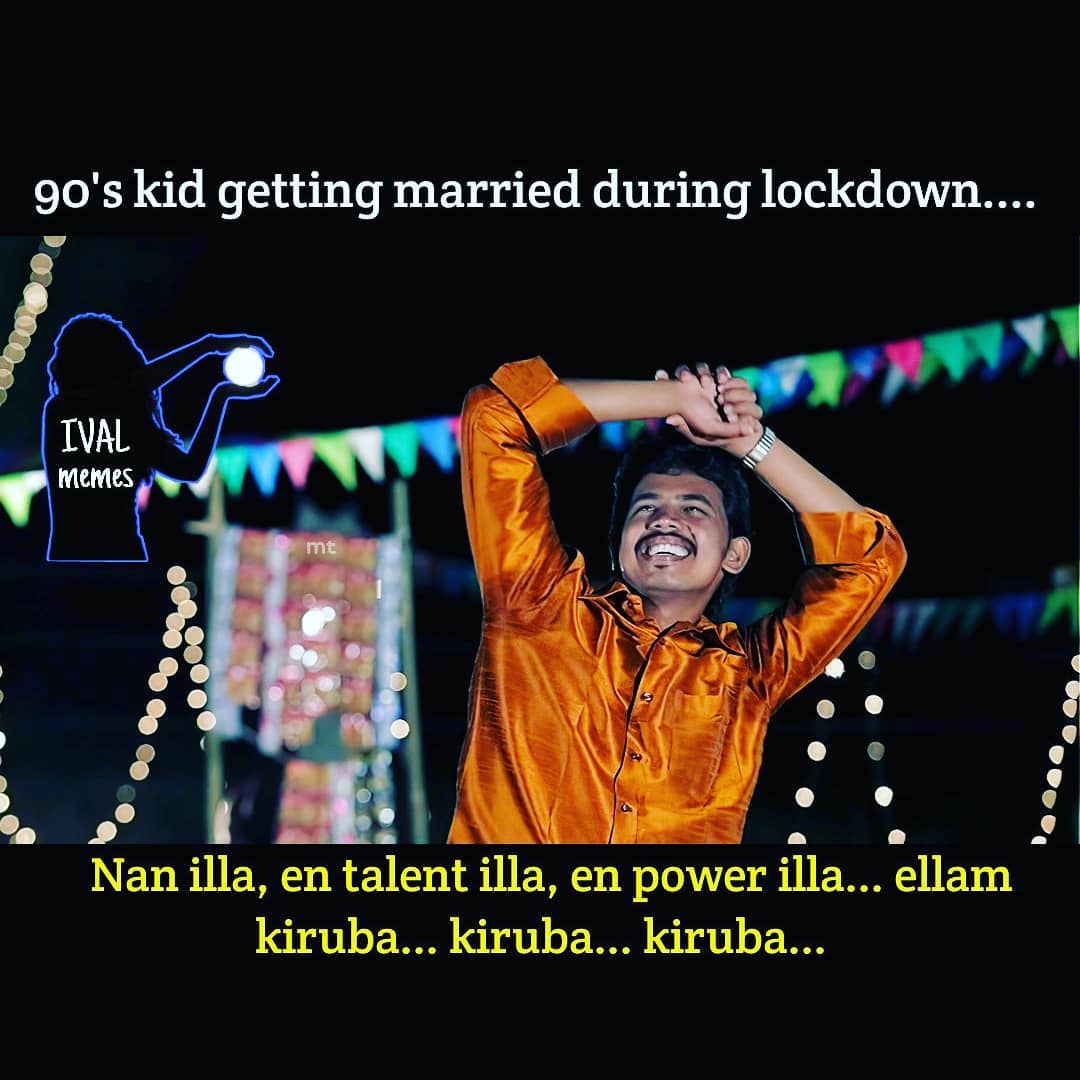 90's kid getting married during lockdown....
IVAL
memes
mt
Nan illa, en talent illa, en power illa... ellam
kiruba... kiruba... kiruba...